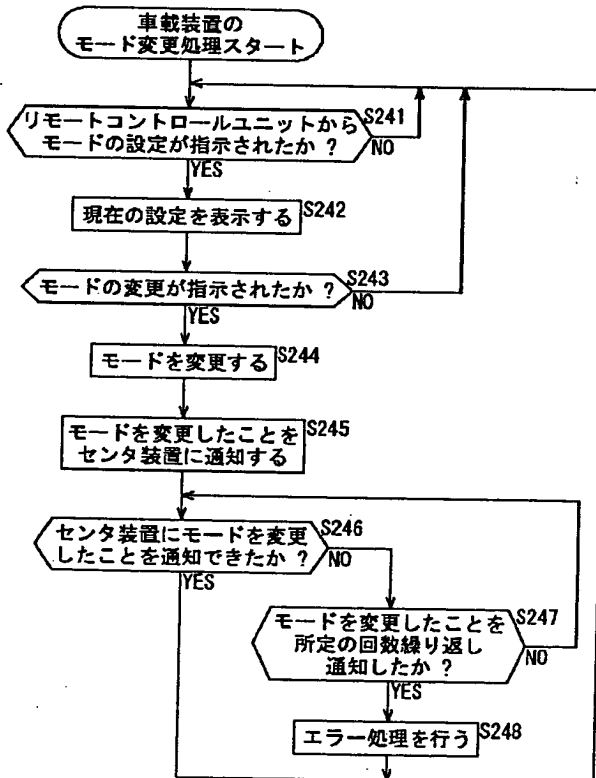 車載装置の
モード変更処理スタート
リモートコントロールユニットから
モードの設定が指示されたか ?
S241
NO
YES
現在の設定を表示する
S242
モードの変更が指示されたか ?
S243
NO
YES
モードを変更する
S244
モードを変更したことを
センタ装置に通知する
S245
センタ装置にモードを変更
したことを通知できたか ?
S246
NO
YES
モードを変更したことを
所定の回数繰り返し
通知したか ?
S247
NO
YES
エラー処理を行う
S248